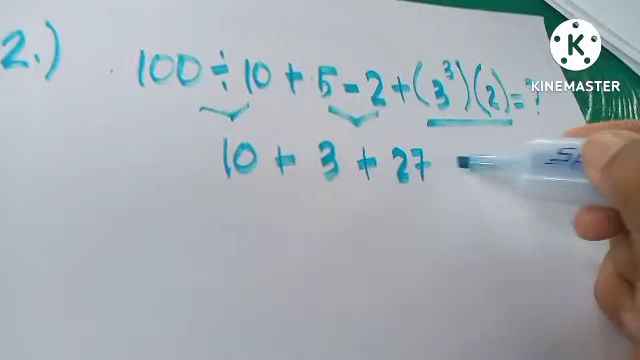 2.) 100 ÷ 10 + 5 - 2 + (3³)(2) = ?
10 + 3 + 27
K
KINEMASTER